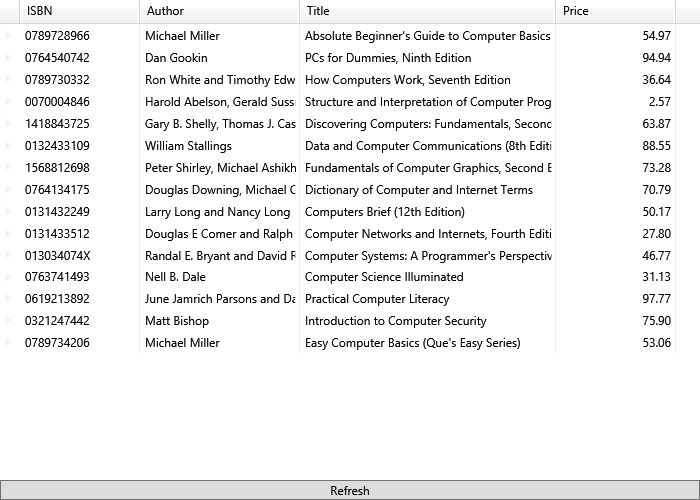 ISBN Author Title Price
0789728966 Michael Miller Absolute Beginner's Guide to Computer Basics 54.97
0764540742 Dan Gookin PCs for Dummies, Ninth Edition 94.94
0789730332 Ron White and Timothy Edw How Computers Work, Seventh Edition 36.64
0070004846 Harold Abelson, Gerald Suss Structure and Interpretation of Computer Prog 2.57
1418843725 Gary B. Shelly, Thomas J. Cas Discovering Computers: Fundamentals, Second 63.87
0132433109 William Stallings Data and Computer Communications (8th Editi 88.55
1568812698 Peter Shirley, Michael Ashikh Fundamentals of Computer Graphics, Second E 73.28
0764134175 Douglas Downing, Michael C Dictionary of Computer and Internet Terms 70.79
0131432249 Larry Long and Nancy Long Computers Brief (12th Edition) 50.17
0131433512 Douglas E Comer and Ralph Computer Networks and Internets, Fourth Editi 27.80
013034074X Randal E. Bryant and David R Computer Systems: A Programmer's Perspectiv 46.77
0763741493 Nell B. Dale Computer Science Illuminated 31.13
0619213892 June Jamrich Parsons and Da Practical Computer Literacy 97.77
0321247442 Matt Bishop Introduction to Computer Security 75.90
0789734206 Michael Miller Easy Computer Basics (Que's Easy Series) 53.06
Refresh